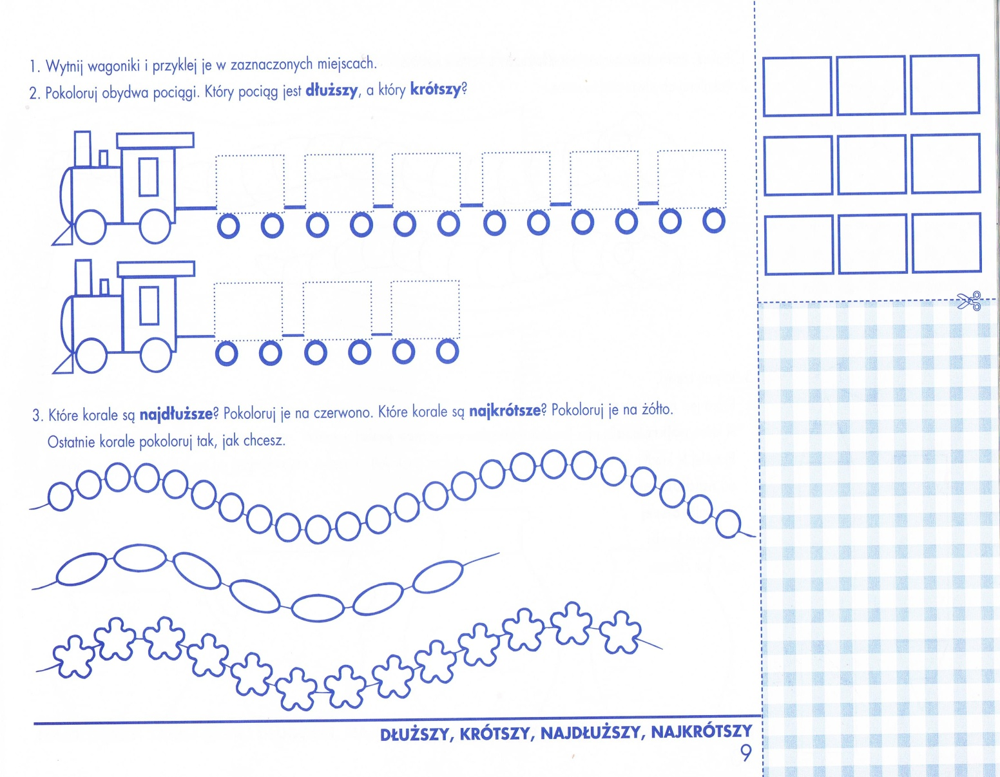 1. Wytnij wagoniki i przyklej je w zaznaczonych miejscach.
2. Pokoloruj obydwa pociągi. Który pociąg jest dłuższy, a który krótszy?
3. Które korale są najdłuższe? Pokoloruj je na czerwono. Które korale są najkrótsze? Pokoloruj je na żółto.
Ostatnie korale pokoloruj tak, jak chcesz.
DŁUŻSZY, KRÓTSZY, NAJDŁUŻSZY, NAJKRÓTSZY
9